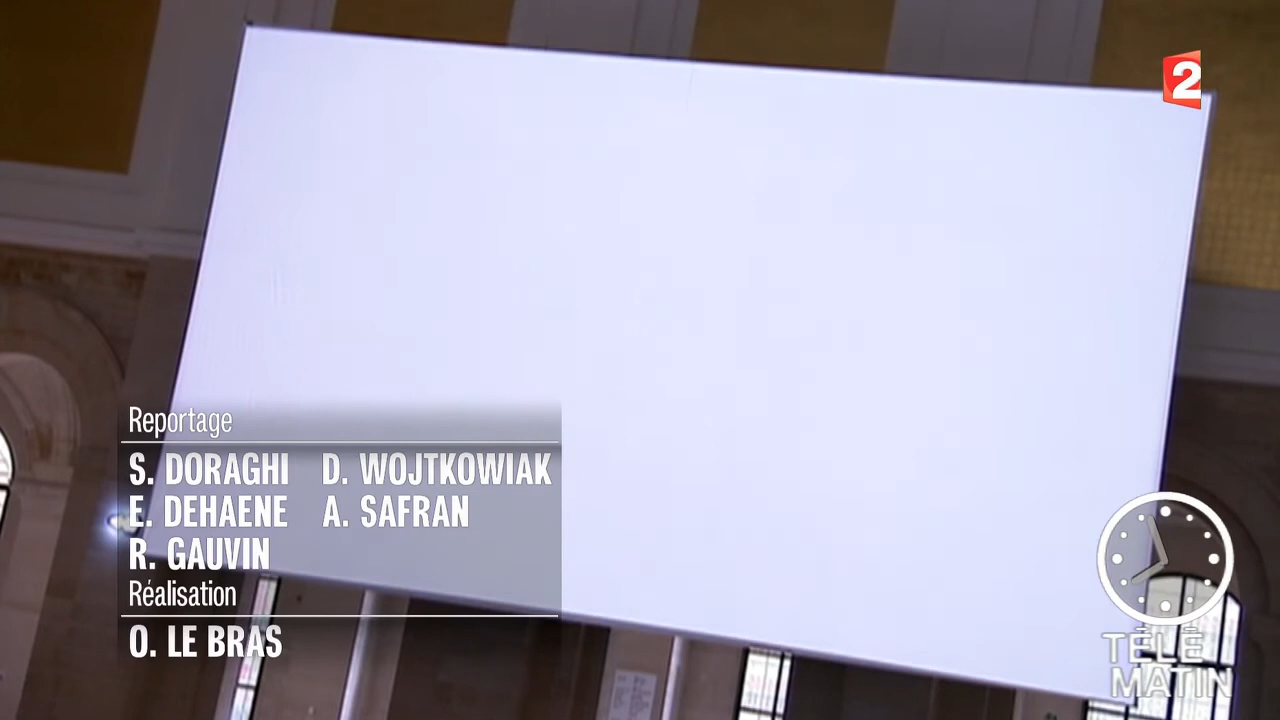 2
Reportage
S. DORAGHI D. WOJTKOWIAK
E. DEHAENE A. SAFRAN
R. GAUVIN
Réalisation
O. LE BRAS
TÉLÉ
MATIN